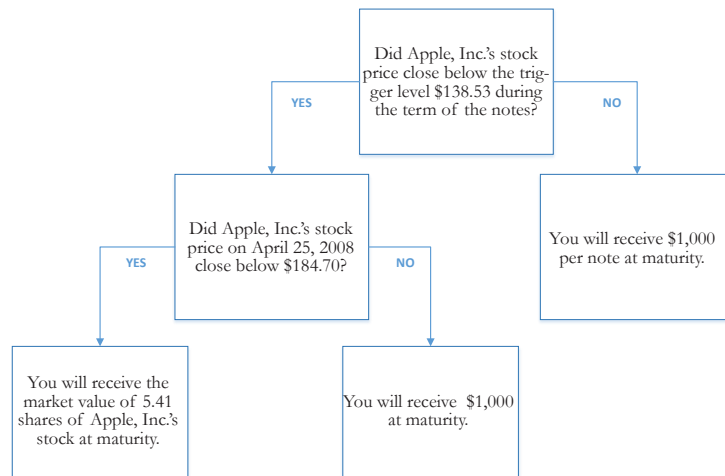 Did Apple, Inc.'s stock
price close below the trig-
ger level $138.53 during
the term of the notes?
YES
NO
Did Apple, Inc.'s stock
price on April 25, 2008
close below $184.70?
You will receive $1,000
per note at maturity.
YES
NO
You will receive the
market value of 5.41
shares of Apple, Inc.'s
stock at maturity.
You will receive $1,000
at maturity.